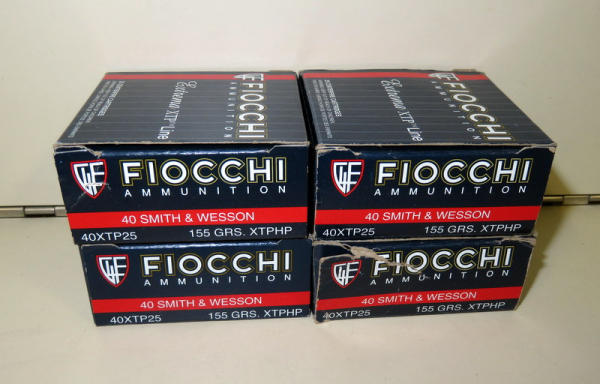 FIOCCHI
AMMUNITION
Extrema XTP Line
FIOCCHI
AMMUNITION
Extrema XTP Line
FIOCCHI
AMMUNITION
40 SMITH & WESSON
40XTP25 155 GRS. XTPHP
FIOCCHI
AMMUNITION
40 SMITH & WESSON
40XTP25 155 GRS. XTPHP
FIOCCHI
AMMUNITION
40 SMITH & WESSON
40XTP25 155 GRS. XTPHP
FIOCCHI
AMMUNITION
40 SMITH & WESSON
40XTP25 155 GRS. XTPHP